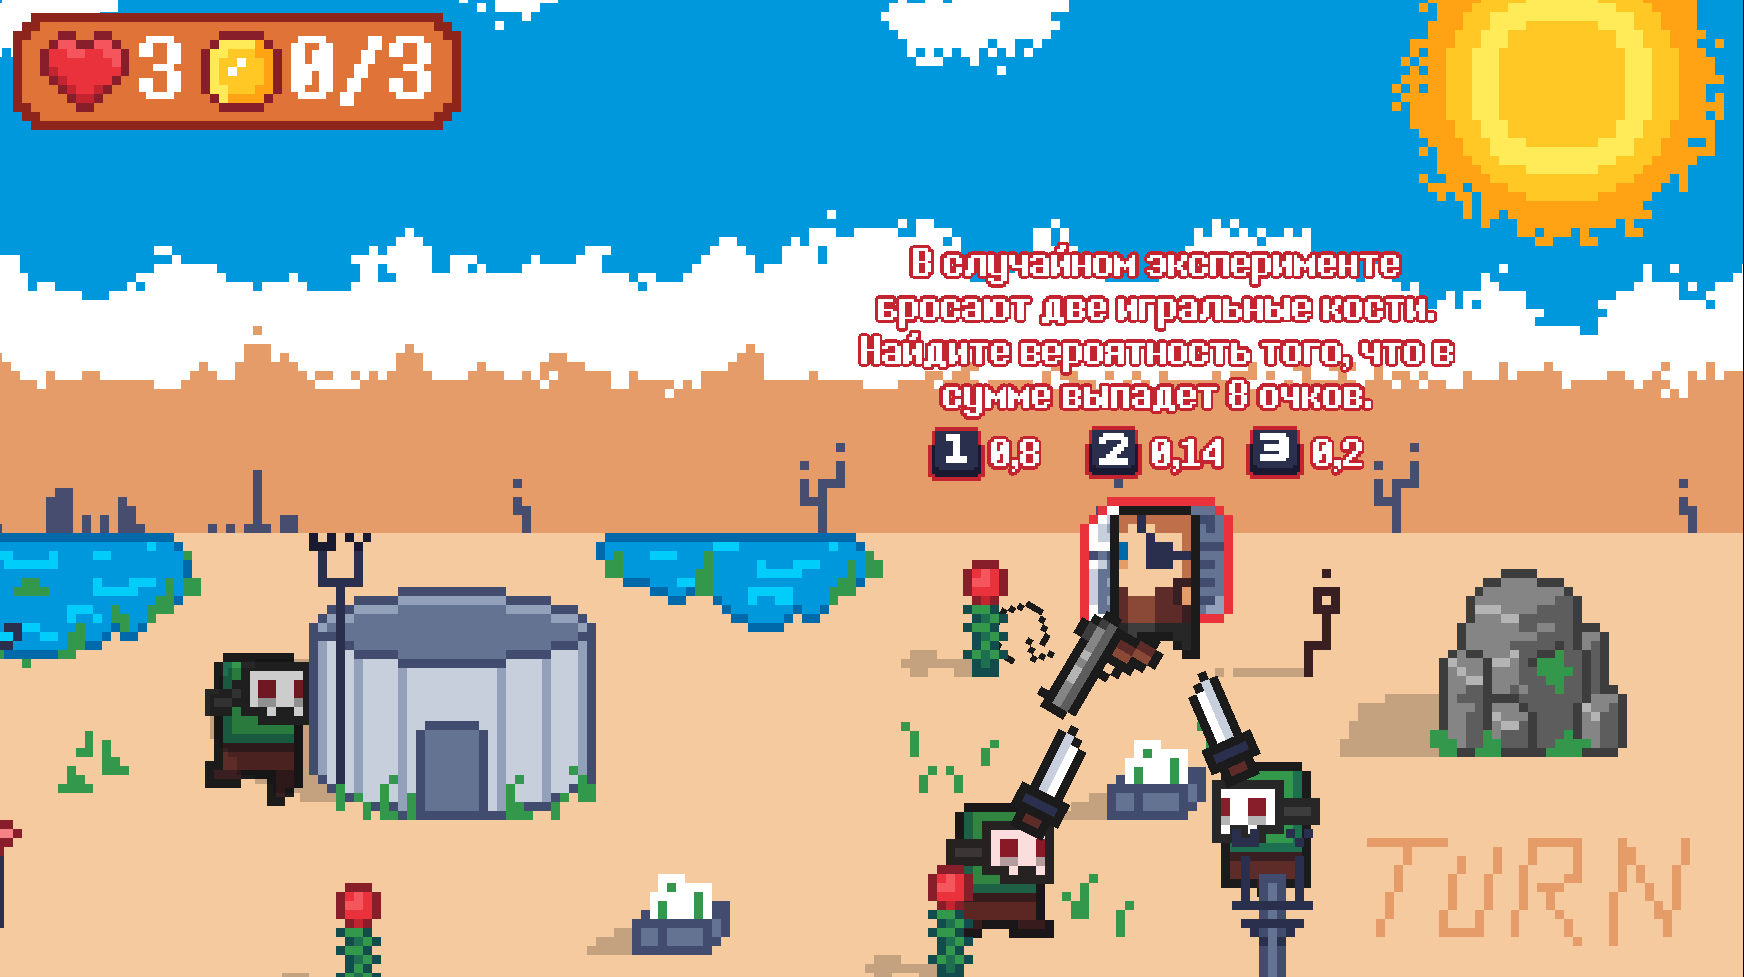 3 0/3
В случайном эксперименте
бросают две игральные кости.
Найдите вероятность того, что в
сумме выпадет 8 очков.
1 0,8 2 0,14 3 0,2
TURN